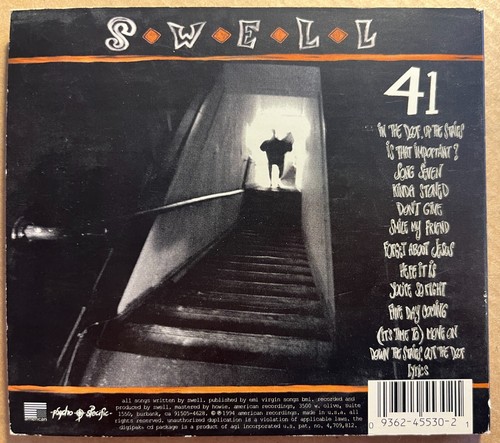 SWELL
41
IN THE DOOR, UP THE STAIRS
IS THAT IMPORTANT?
SONG SEVEN
KINDA STONED
DON'T GIVE
SMILE MY FRIEND
FORGET ABOUT JESUS
HERE IT IS
YOU'RE SO RIGHT
FINE DAY COMING
(IT'S TIME TO) MOVE ON
DOWN THE STAIRS, OUT THE DOOR
LYRICS
all songs written by swell, published by emi virgin songs bmi. recorded and
produced by swell, mastered by howie. american recordings, 3500 w. olive, suite
1550, burbank, ca 91505-4628. © ℗ 1994 american recordings. made in u.s.a. all
rights reserved. unauthorized duplication is a violation of applicable laws. the
digipak® cd package is a product of agi incorporated u.s. pat. no. 4,709,812.
psycho specific
0 9362-45530-2